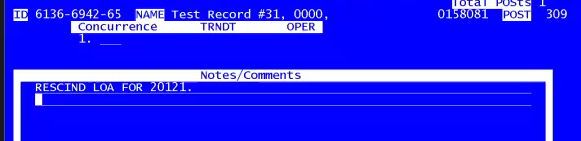 Total Posts 1
ID 6136-6942-65 NAME Test Record #31, 0000, 0158081 POST 309
Concurrence TRNDT OPER
1. ___
Notes/Comments
RESCIND LOA FOR 20121.